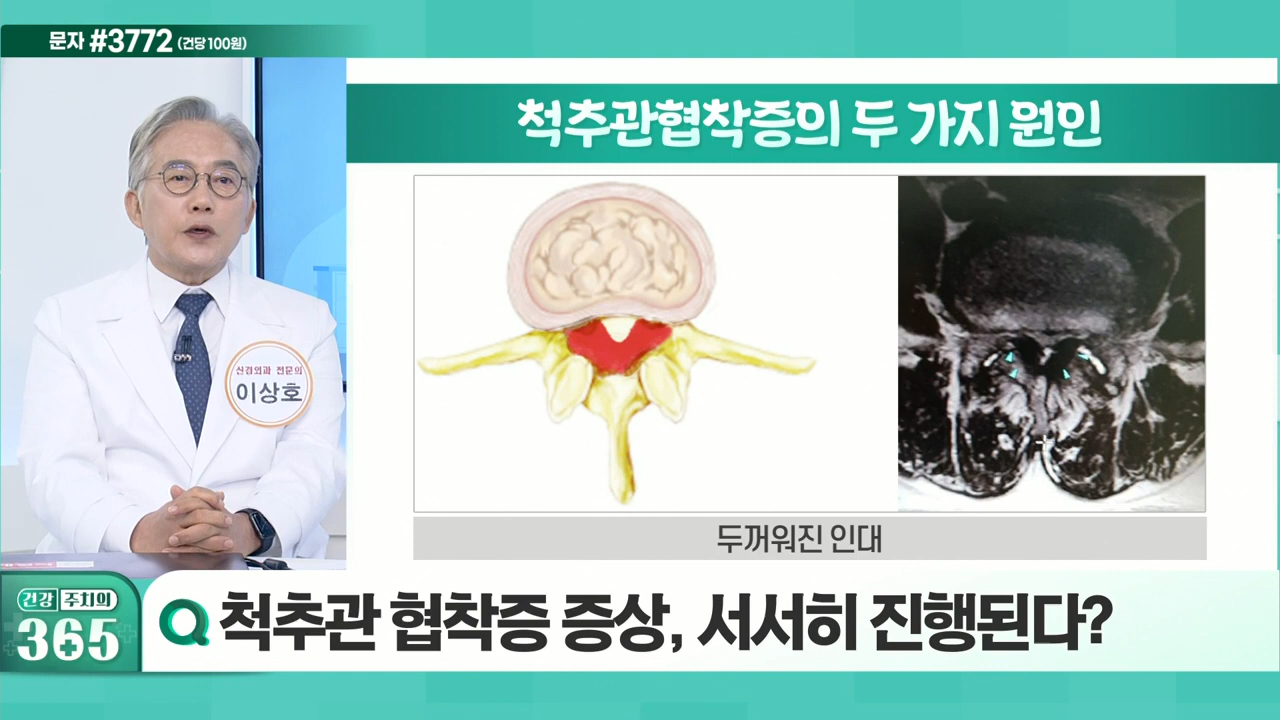 문자 #3772 (건당 100원)
척추관협착증의 두 가지 원인
신경외과 전문의
이상호
두꺼워진 인대
건강 주치의
365
Q 척추관 협착증 증상, 서서히 진행된다?